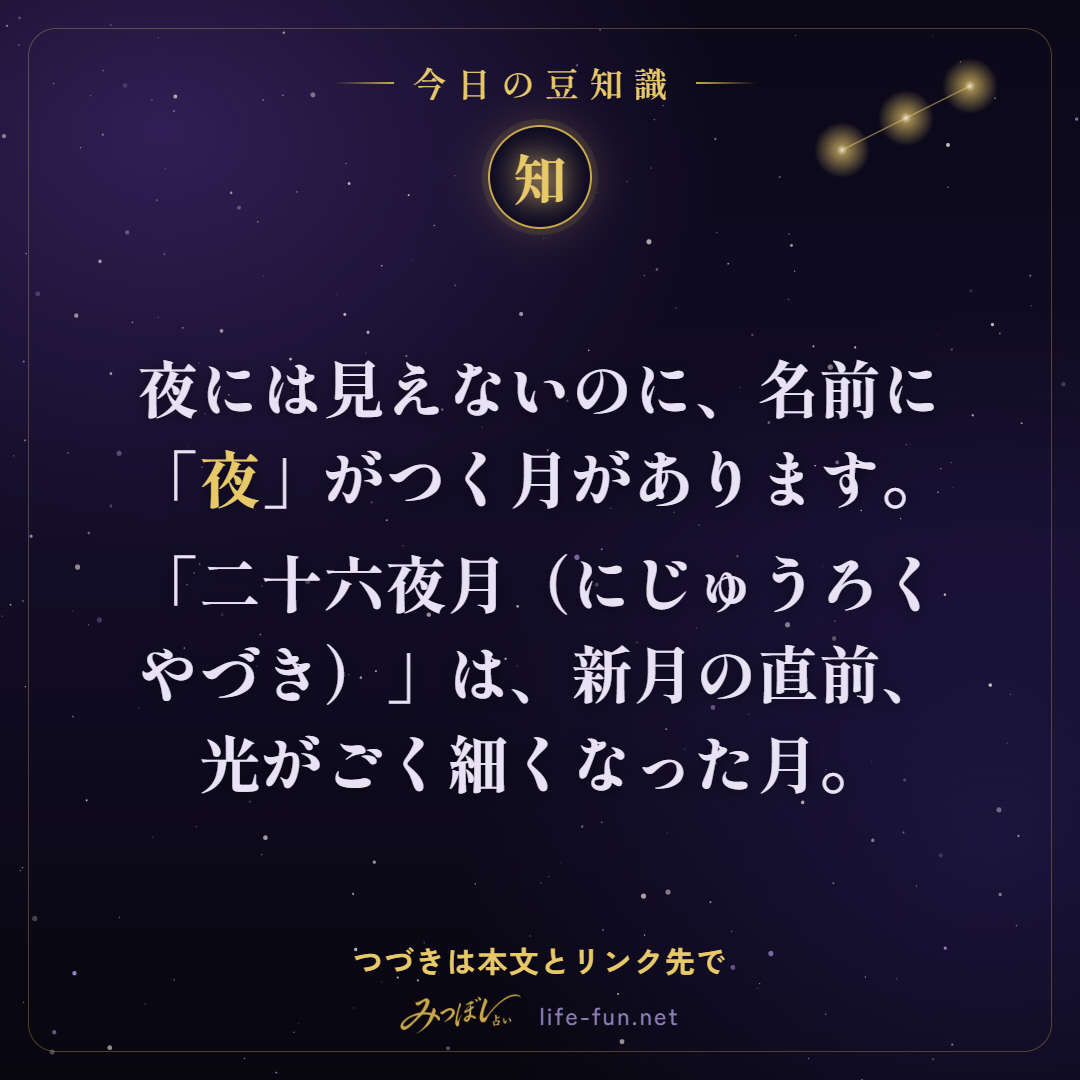 今日の豆知識
知
夜には見えないのに、名前に
「夜」がつく月があります。
「二十六夜月（にじゅうろく
やづき）」は、新月の直前、
光がごく細くなった月。
つづきは本文とリンク先で
みつぼし占い life-fun.net